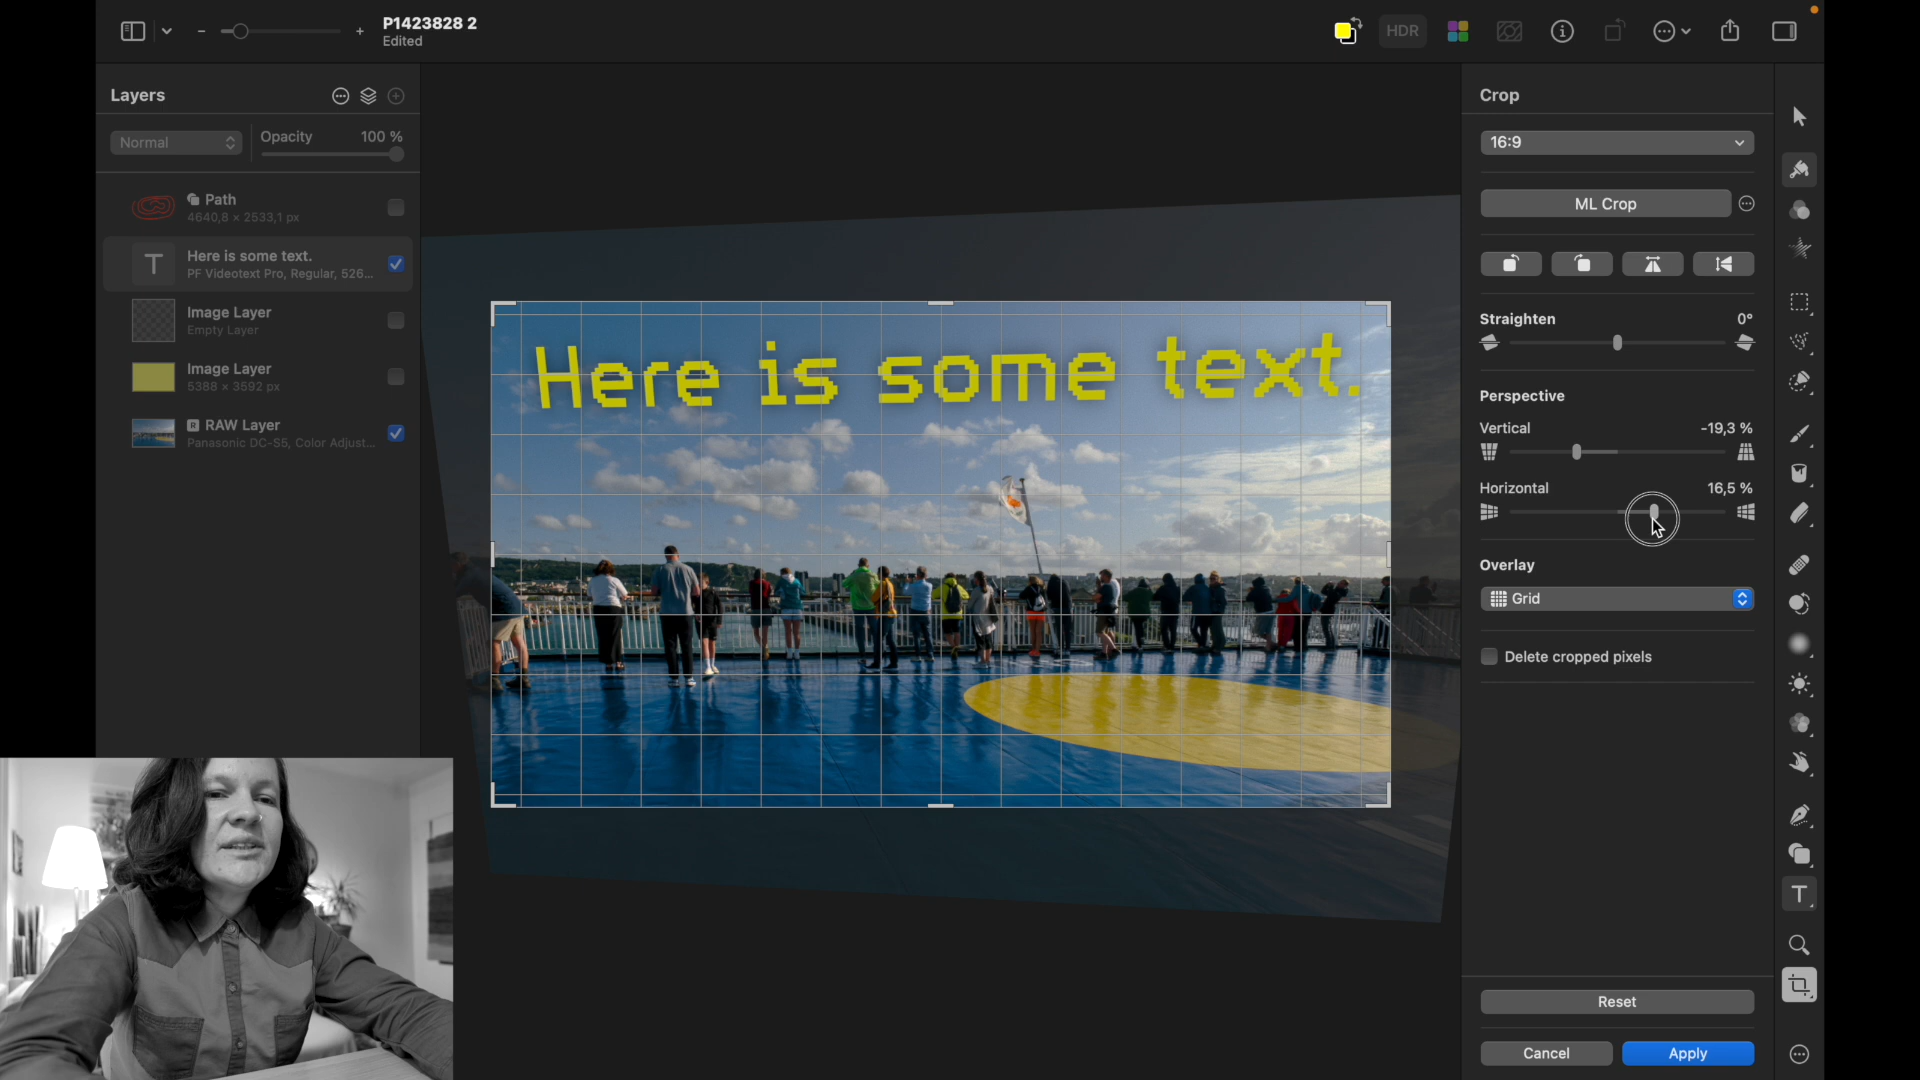 P1423828 2
Edited
HDR
Layers
Normal
Opacity 100 %
Path
4640,8 × 2533,1 px
Here is some text.
PF Videotext Pro, Regular, 526...
Image Layer
Empty Layer
Image Layer
5388 × 3592 px
RAW Layer
Panasonic DC-S5, Color Adjust...
Here is some text.
Crop
16:9
ML Crop
Straighten 0°
Perspective
Vertical -19,3 %
Horizontal 16,5 %
Overlay
Grid
Delete cropped pixels
Reset
Cancel Apply